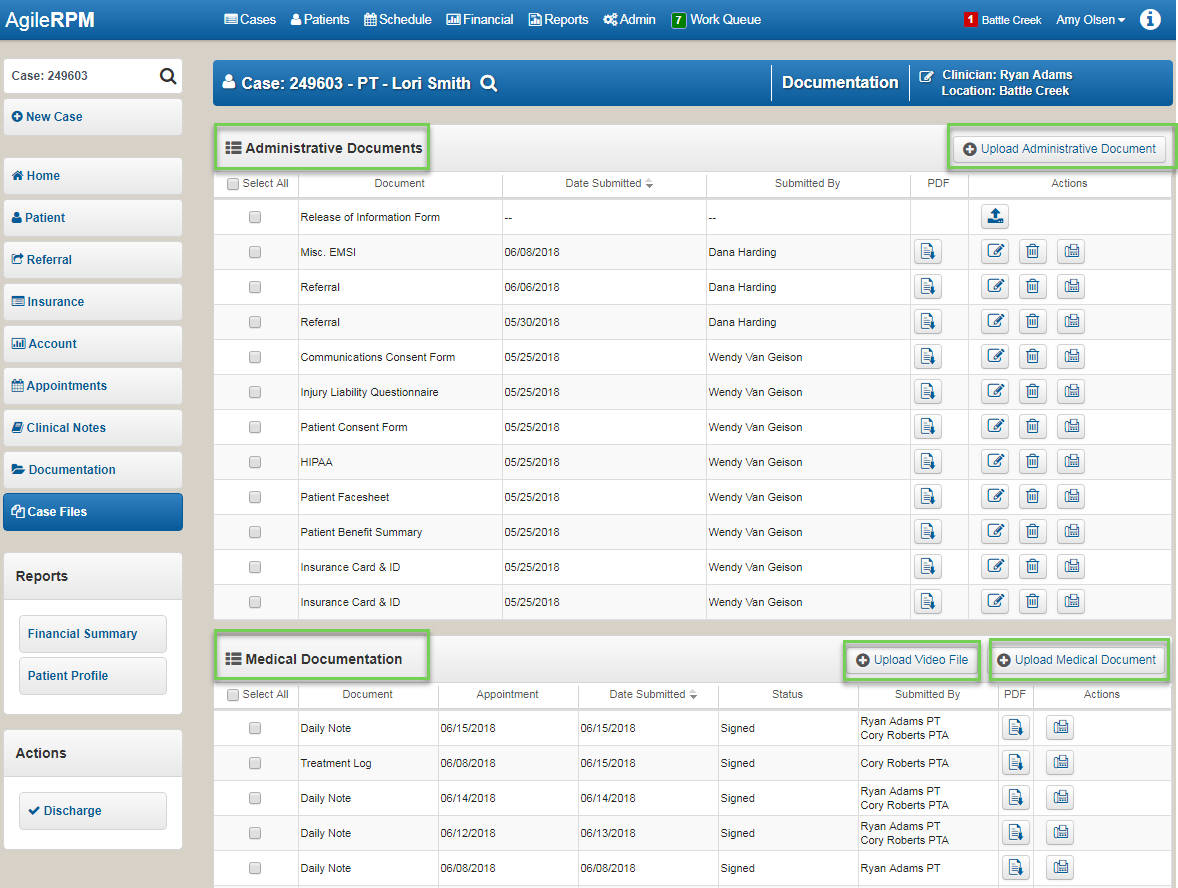 AgileRPM Cases Patients Schedule Financial Reports Admin 7 Work Queue 1 Battle Creek Amy Olsen
Case: 249603
New Case
Home
Patient
Referral
Insurance
Account
Appointments
Clinical Notes
Documentation
Case Files
Reports
Financial Summary
Patient Profile
Actions
Discharge
Case: 249603 - PT - Lori Smith Documentation Clinician: Ryan Adams
Location: Battle Creek
Administrative Documents Upload Administrative Document
Select All Document Date Submitted Submitted By PDF Actions
Release of Information Form -- --
Misc. EMSI 06/08/2018 Dana Harding
Referral 06/06/2018 Dana Harding
Referral 05/30/2018 Dana Harding
Communications Consent Form 05/25/2018 Wendy Van Geison
Injury Liability Questionnaire 05/25/2018 Wendy Van Geison
Patient Consent Form 05/25/2018 Wendy Van Geison
HIPAA 05/25/2018 Wendy Van Geison
Patient Facesheet 05/25/2018 Wendy Van Geison
Patient Benefit Summary 05/25/2018 Wendy Van Geison
Insurance Card & ID 05/25/2018 Wendy Van Geison
Insurance Card & ID 05/25/2018 Wendy Van Geison
Medical Documentation Upload Video File Upload Medical Document
Select All Document Appointment Date Submitted Status Submitted By PDF Actions
Daily Note 06/15/2018 06/15/2018 Signed Ryan Adams PT
Cory Roberts PTA
Treatment Log 06/08/2018 06/15/2018 Signed Cory Roberts PTA
Daily Note 06/14/2018 06/14/2018 Signed Ryan Adams PT
Cory Roberts PTA
Daily Note 06/12/2018 06/13/2018 Signed Ryan Adams PT
Cory Roberts PTA
Daily Note 06/08/2018 06/08/2018 Signed Ryan Adams PT